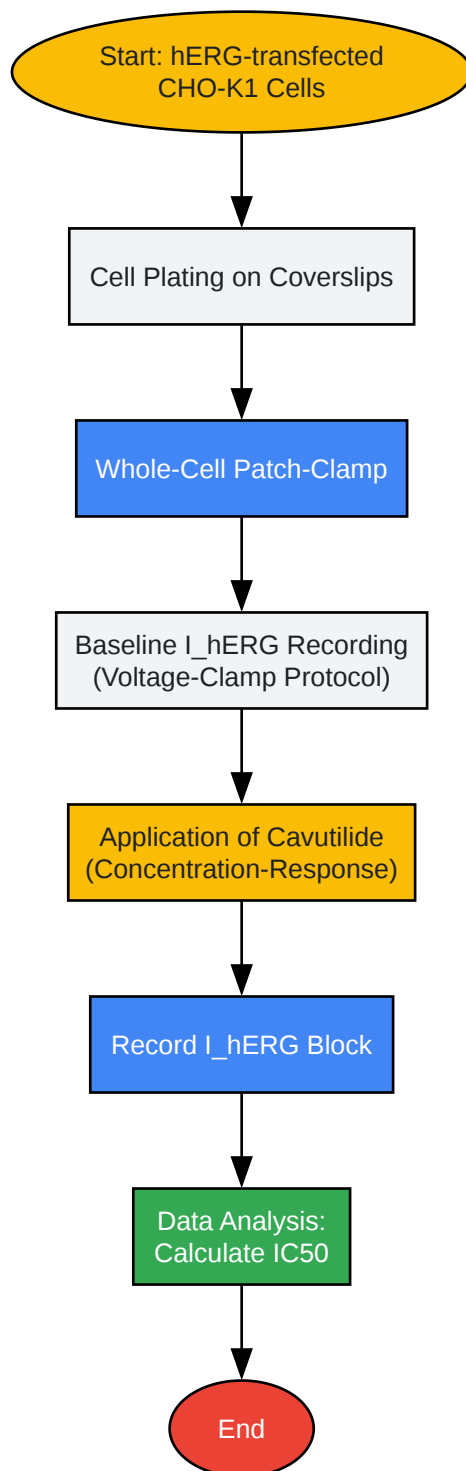 Start: hERG-transfected
CHO-K1 Cells
Cell Plating on Coverslips
Whole-Cell Patch-Clamp
Baseline I_hERG Recording
(Voltage-Clamp Protocol)
Application of Cavutilide
(Concentration-Response)
Record I_hERG Block
Data Analysis:
Calculate IC50
End